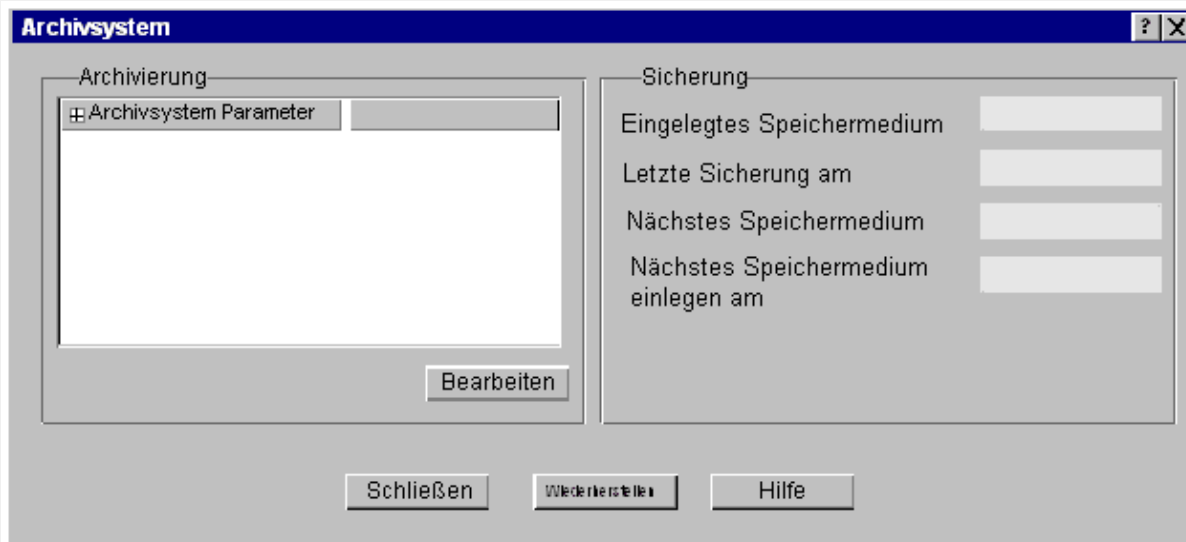 Archivsystem
Archivierung
Archivsystem Parameter
Bearbeiten
Sicherung
Eingelegtes Speichermedium
Letzte Sicherung am
Nächstes Speichermedium
Nächstes Speichermedium
einlegen am
Schließen
Wiederherstellen
Hilfe